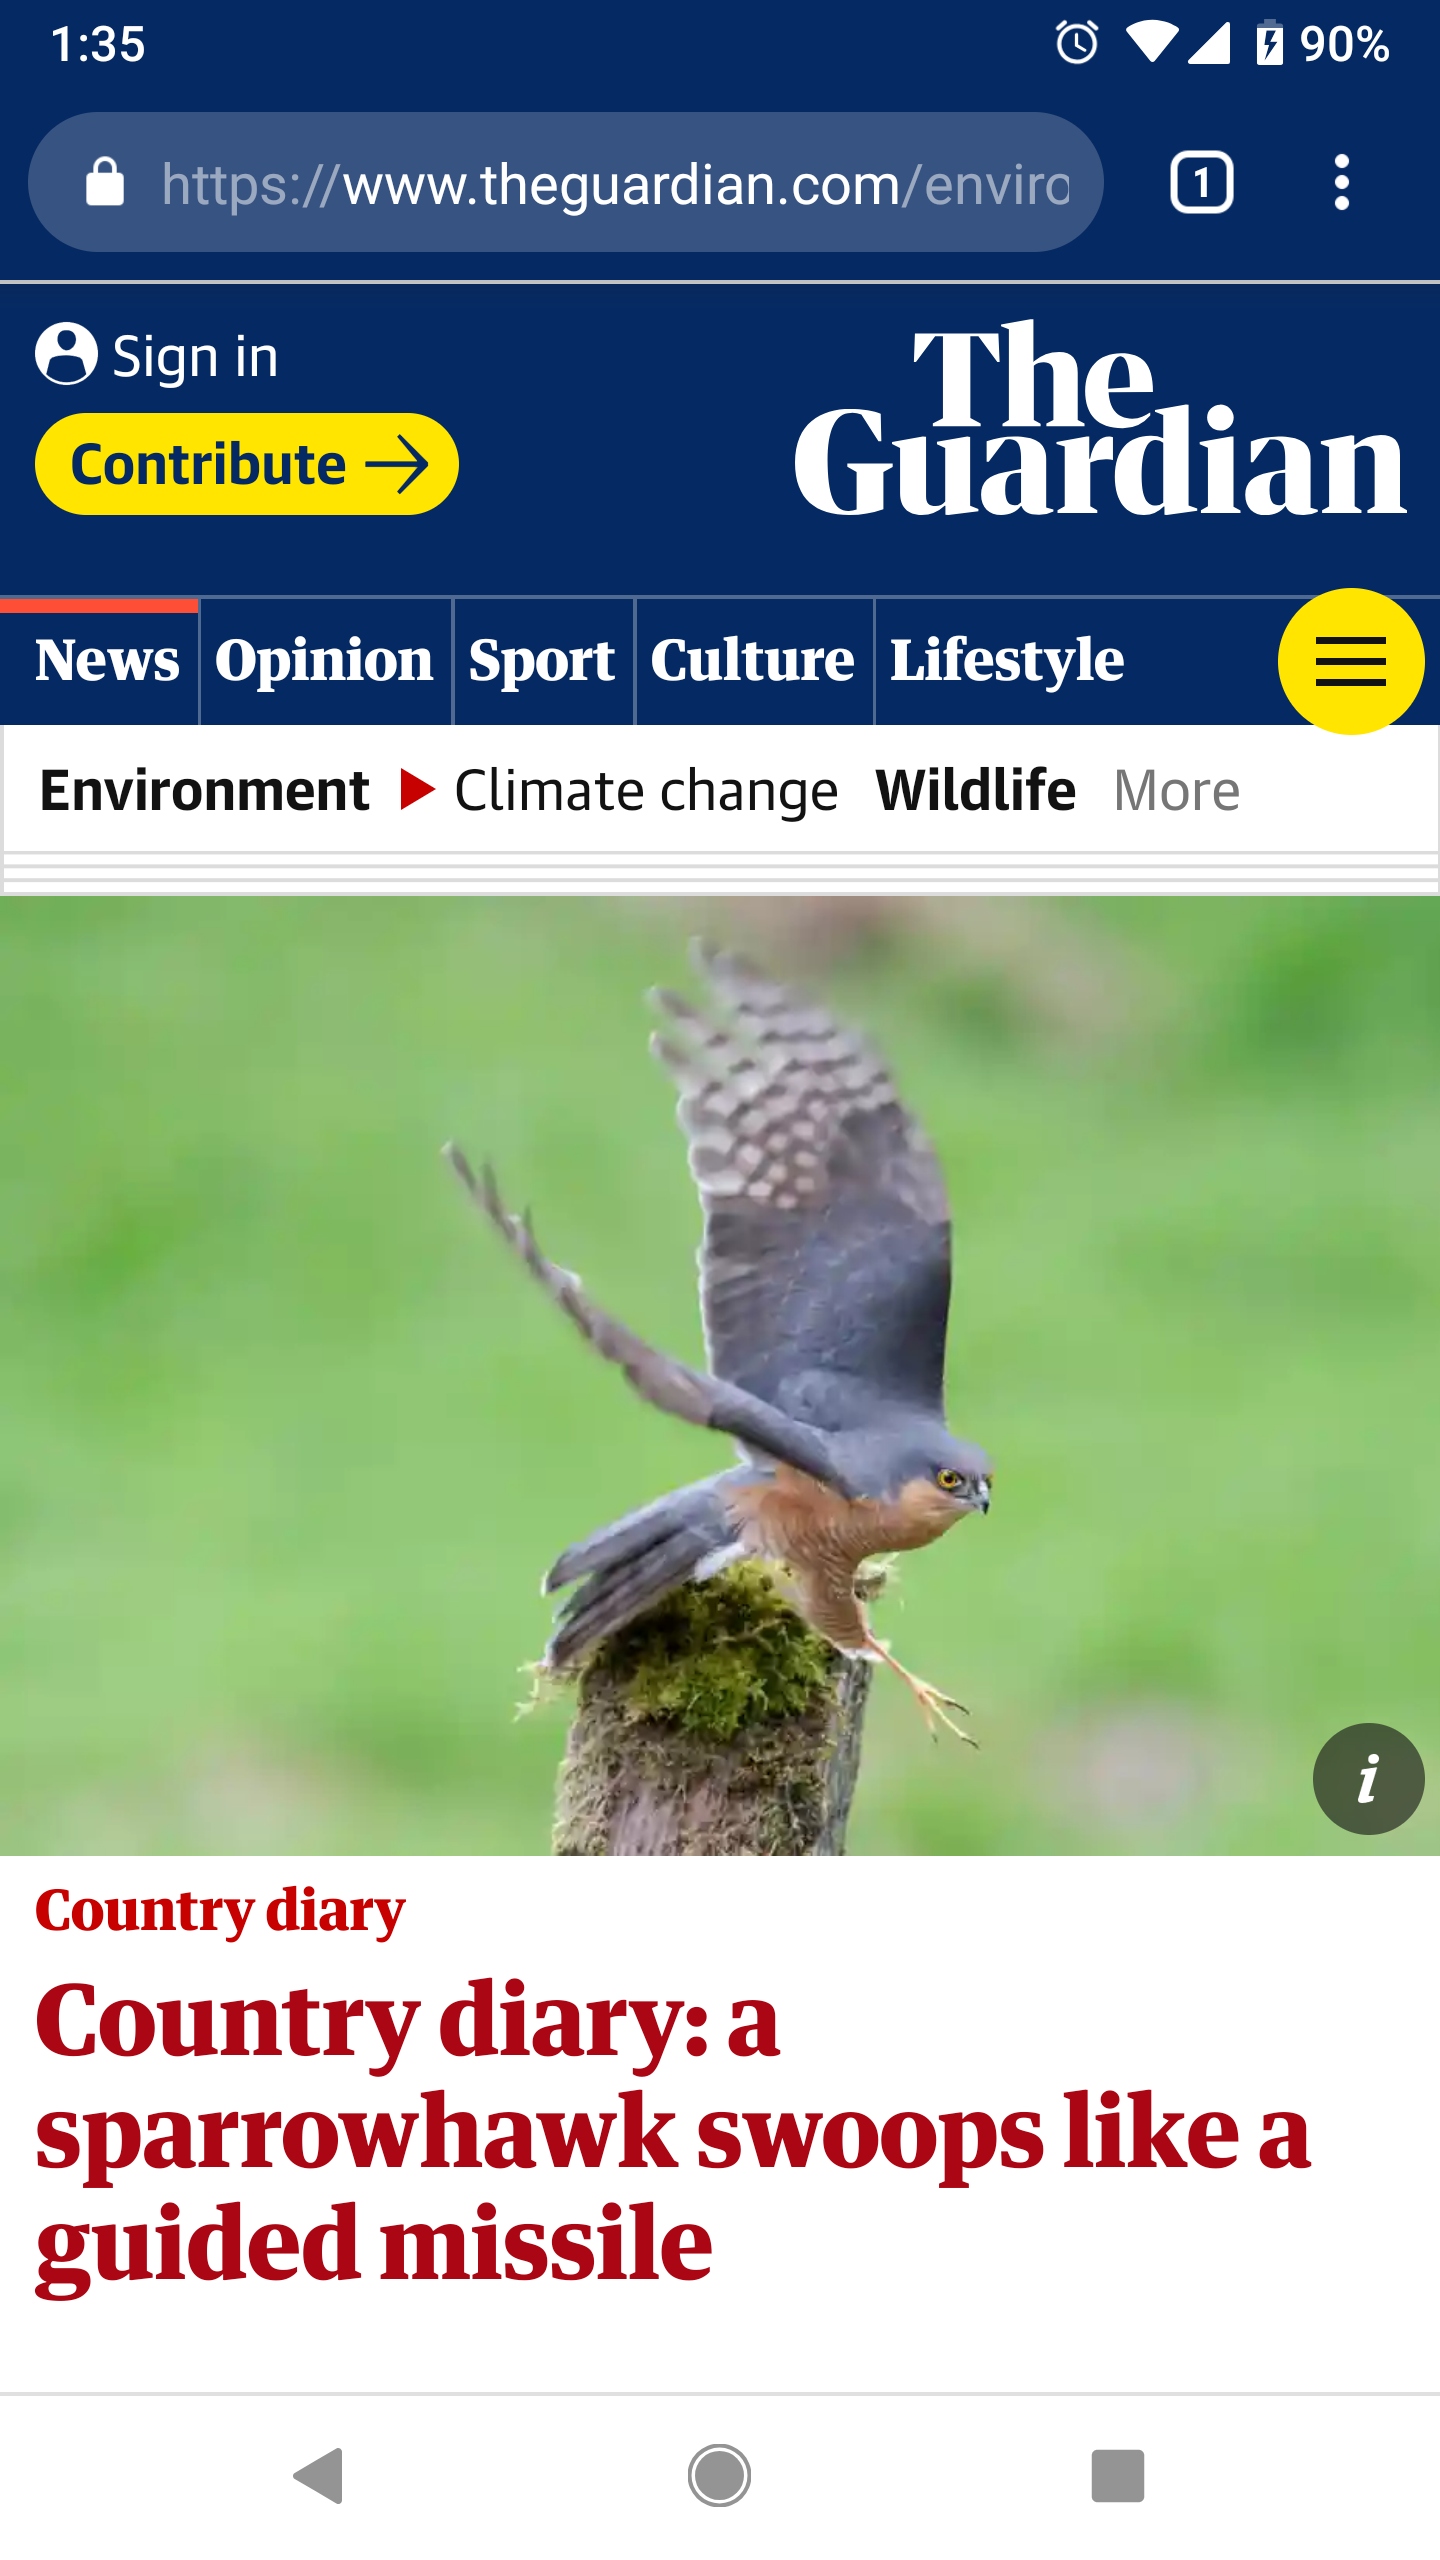 1:35
90%
https://www.theguardian.com/enviro
1
Sign in
Contribute
The
Guardian
News Opinion Sport Culture Lifestyle
Environment Climate change Wildlife More
i
Country diary
Country diary: a
sparrowhawk swoops like a
guided missile